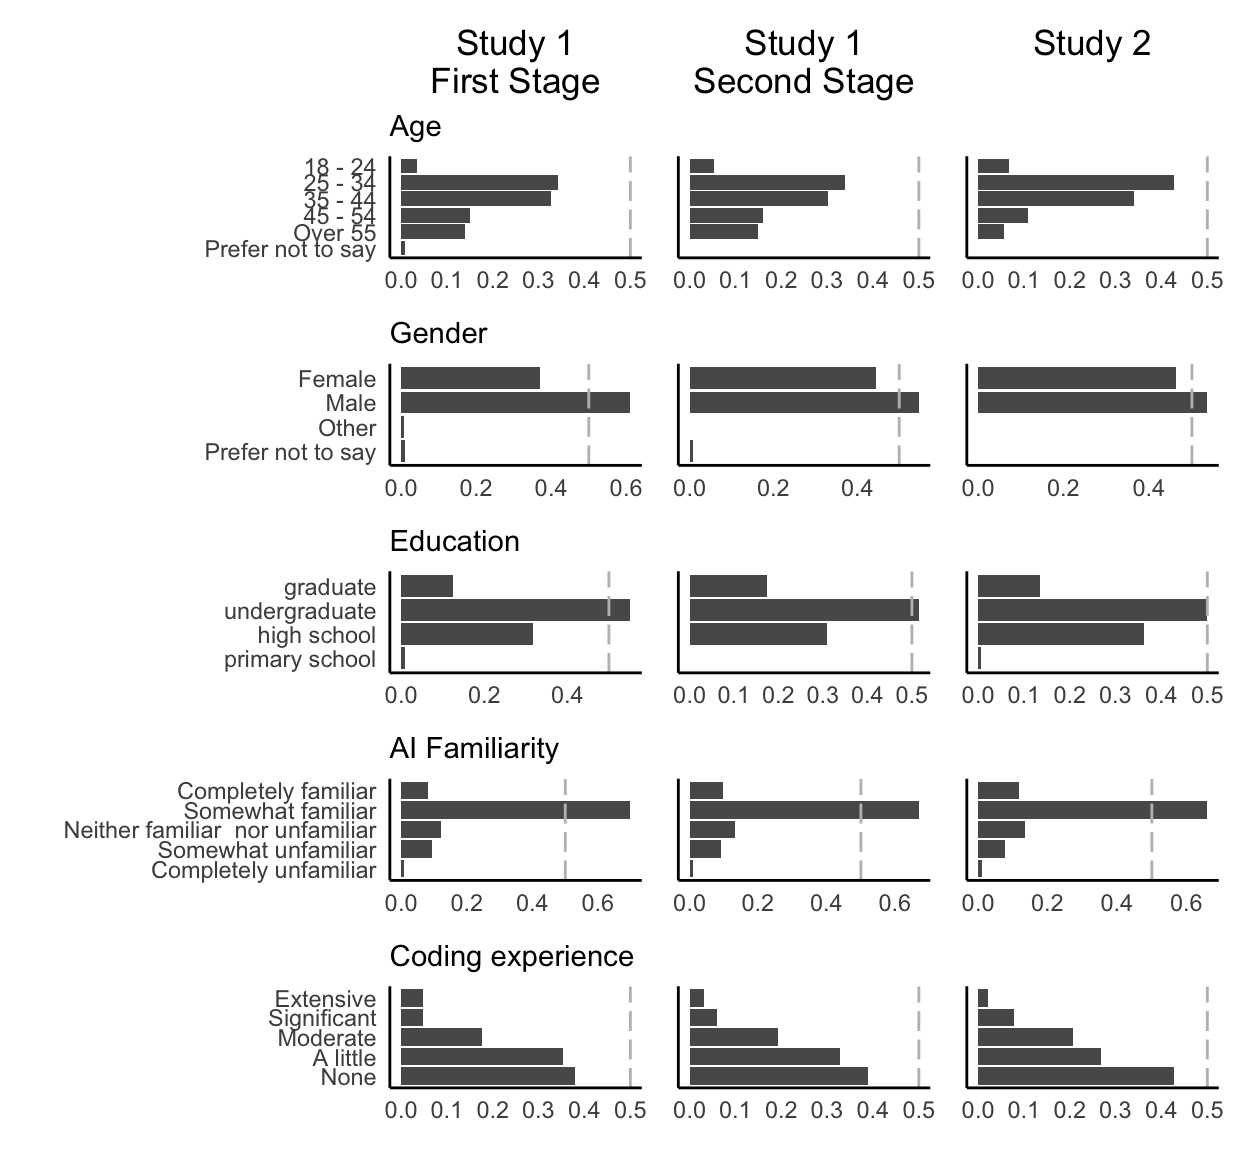 Study 1
First Stage
Study 1
Second Stage
Study 2
Age
18 - 24
25 - 34
35 - 44
45 - 54
Over 55
Prefer not to say
0.0 0.1 0.2 0.3 0.4 0.5
0.0 0.1 0.2 0.3 0.4 0.5
0.0 0.1 0.2 0.3 0.4 0.5
Gender
Female
Male
Other
Prefer not to say
0.0 0.2 0.4 0.6
0.0 0.2 0.4
0.0 0.2 0.4
Education
graduate
undergraduate
high school
primary school
0.0 0.2 0.4
0.0 0.1 0.2 0.3 0.4 0.5
0.0 0.1 0.2 0.3 0.4 0.5
AI Familiarity
Completely familiar
Somewhat familiar
Neither familiar  nor unfamiliar
Somewhat unfamiliar
Completely unfamiliar
0.0 0.2 0.4 0.6
0.0 0.2 0.4 0.6
0.0 0.2 0.4 0.6
Coding experience
Extensive
Significant
Moderate
A little
None
0.0 0.1 0.2 0.3 0.4 0.5
0.0 0.1 0.2 0.3 0.4 0.5
0.0 0.1 0.2 0.3 0.4 0.5